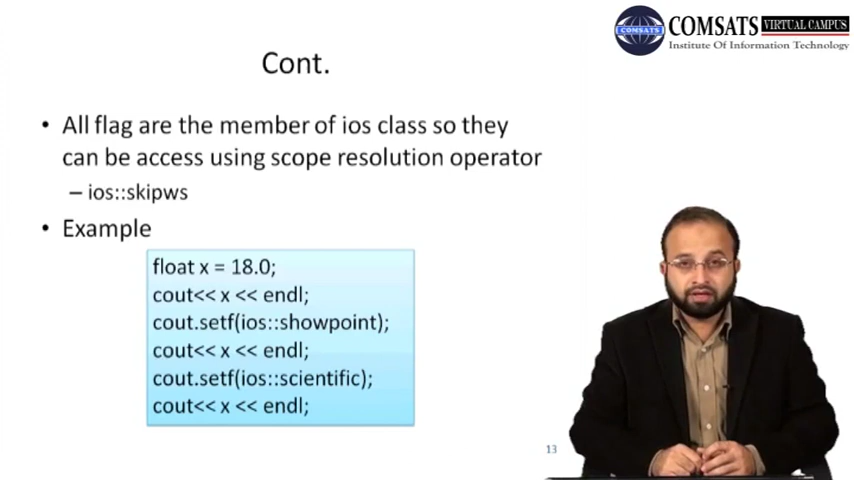 COMSATS
COMSATS VIRTUAL CAMPUS
Institute Of Information Technology
Cont.
• All flag are the member of ios class so they
can be access using scope resolution operator
– ios::skipws
• Example
float x = 18.0;
cout<< x << endl;
cout.setf(ios::showpoint);
cout<< x << endl;
cout.setf(ios::scientific);
cout<< x << endl;
13